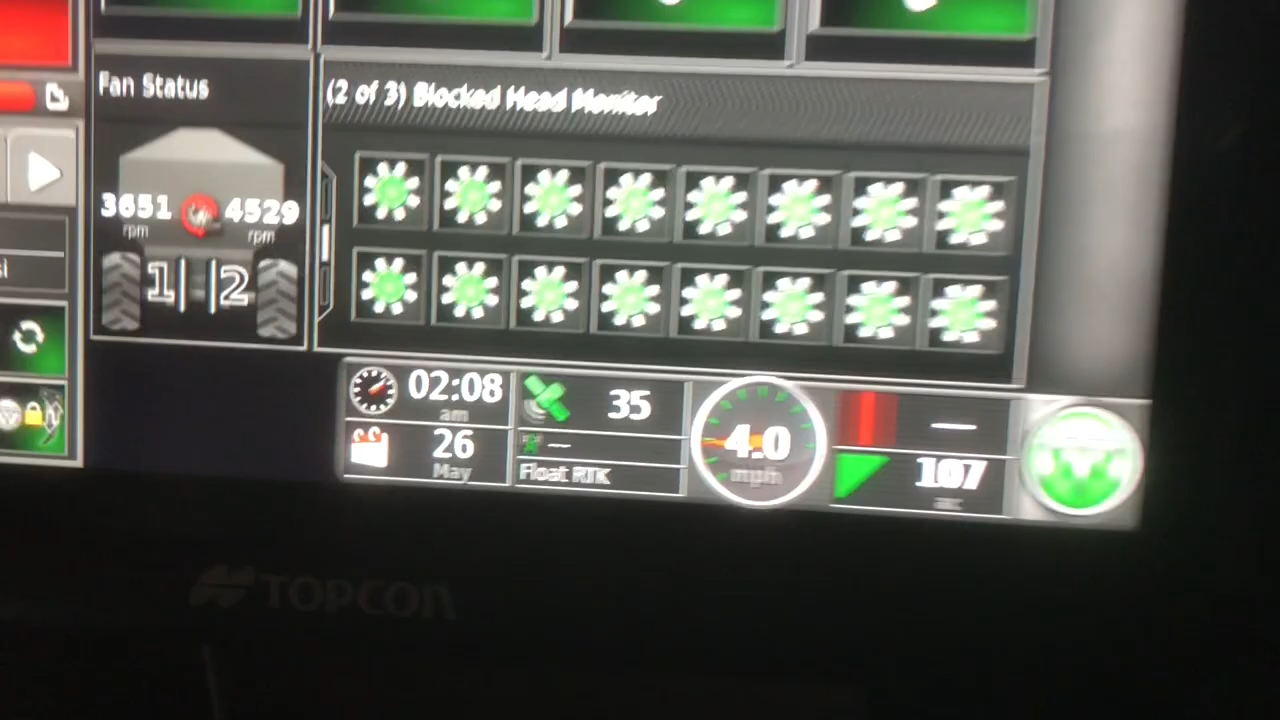 Fan Status
(2 of 3) Blocked Head Monitor
3651
rpm
4529
rpm
1
2
02:08
am
26
May
35
---
Float RTK
4.0
mph
---
107
ac
TOPCON